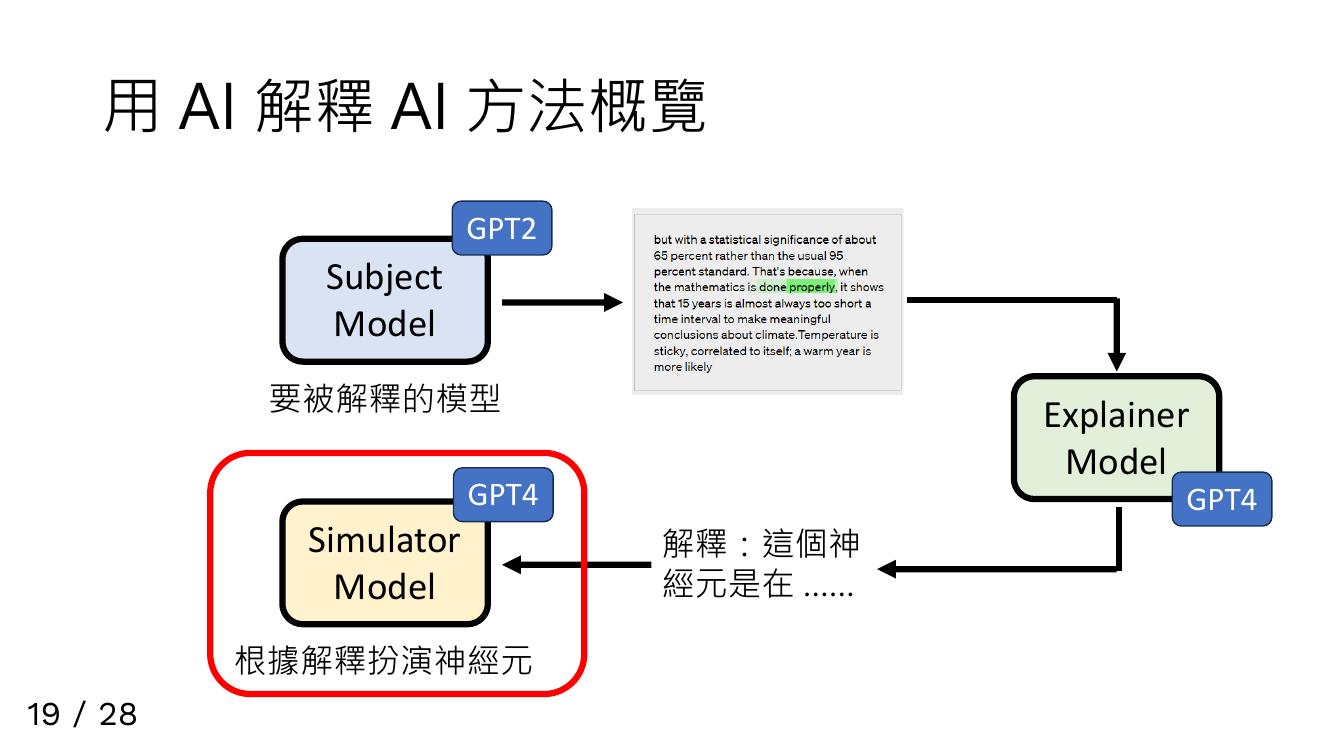 用 AI 解釋 AI 方法概覽
GPT2
Subject
Model
要被解釋的模型
but with a statistical significance of about
65 percent rather than the usual 95
percent standard. That's because, when
the mathematics is done properly, it shows
that 15 years is almost always too short a
time interval to make meaningful
conclusions about climate.Temperature is
sticky, correlated to itself; a warm year is
more likely
Explainer
Model
GPT4
解釋：這個神
經元是在 ......
GPT4
Simulator
Model
根據解釋扮演神經元
19 / 28